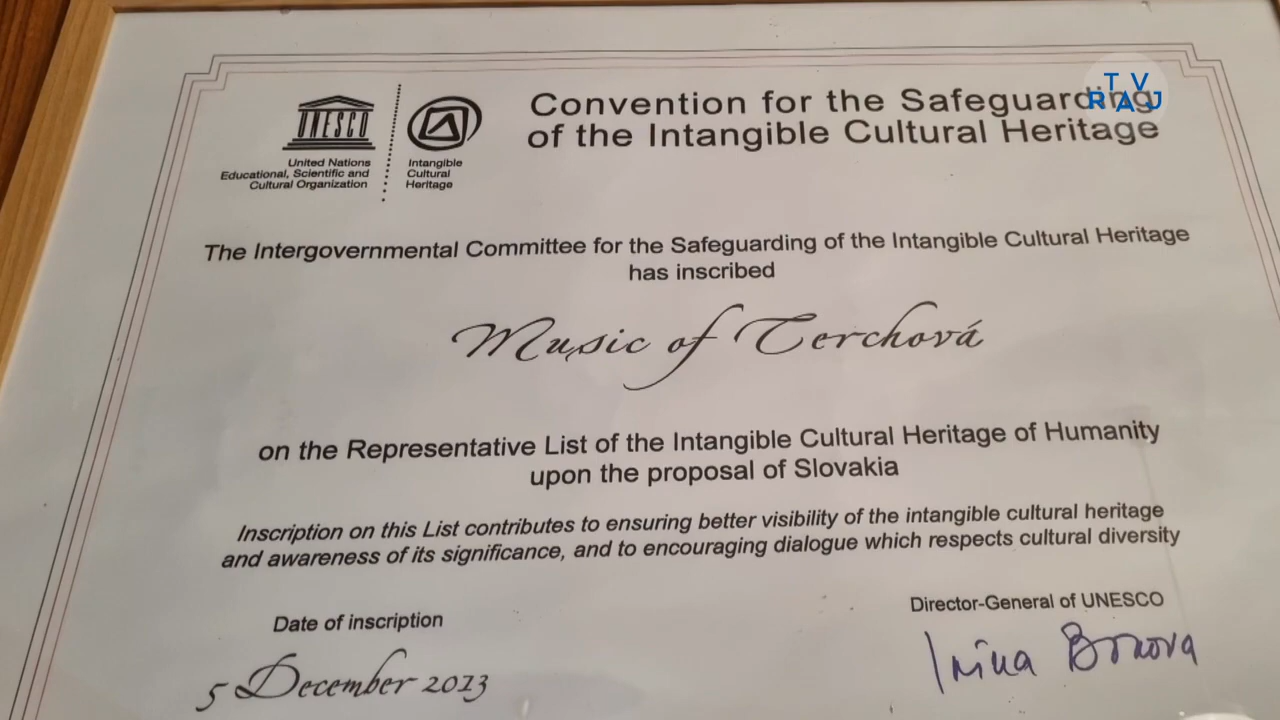 TV
RAJ
Convention for the Safeguarding
of the Intangible Cultural Heritage
UNESCO
United Nations
Educational, Scientific and
Cultural Organization
Intangible
Cultural
Heritage
The Intergovernmental Committee for the Safeguarding of the Intangible Cultural Heritage
has inscribed
Music of Terchová
on the Representative List of the Intangible Cultural Heritage of Humanity
upon the proposal of Slovakia
Inscription on this List contributes to ensuring better visibility of the intangible cultural heritage
and awareness of its significance, and to encouraging dialogue which respects cultural diversity
Date of inscription
5 December 2013
Director-General of UNESCO
Irina Bokova